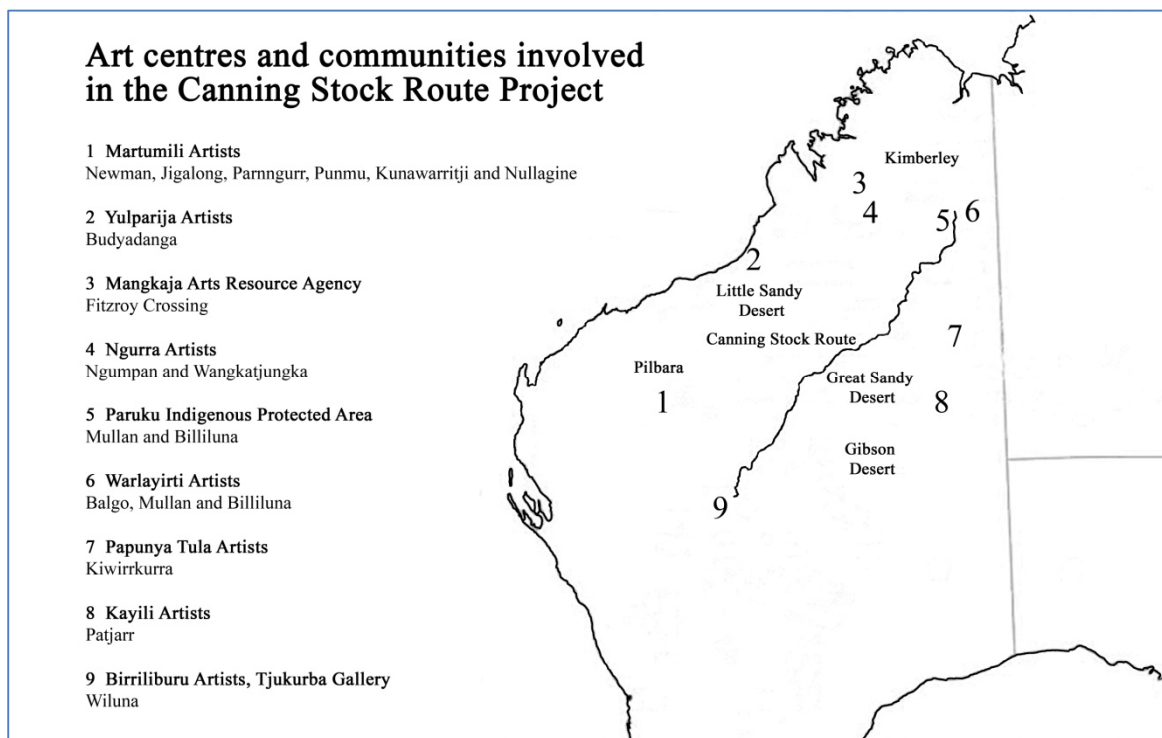 Art centres and communities involved
in the Canning Stock Route Project
1 Martumili Artists
Newman, Jigalong, Parnngurr, Punmu, Kunawarritji and Nullagine
2 Yulparija Artists
Budyadanga
3 Mangkaja Arts Resource Agency
Fitzroy Crossing
4 Ngurra Artists
Ngumpan and Wangkatjungka
5 Paruku Indigenous Protected Area
Mullan and Billiluna
6 Warlayirti Artists
Balgo, Mullan and Billiluna
7 Papunya Tula Artists
Kiwirrkurra
8 Kayili Artists
Patjarr
9 Birriliburu Artists, Tjukurba Gallery
Wiluna
Kimberley
3
4
5 6
2
Little Sandy
Desert
Canning Stock Route
7
Pilbara
1
Great Sandy
Desert
8
Gibson
Desert
9